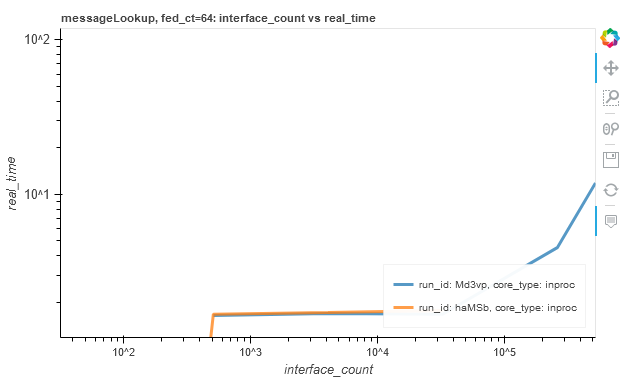 messageLookup, fed_ct=64: interface_count vs real_time
10^2
real_time
10^1
run_id: Md3vp, core_type: inproc
run_id: haMSb, core_type: inproc
10^2 10^3 10^4 10^5
interface_count